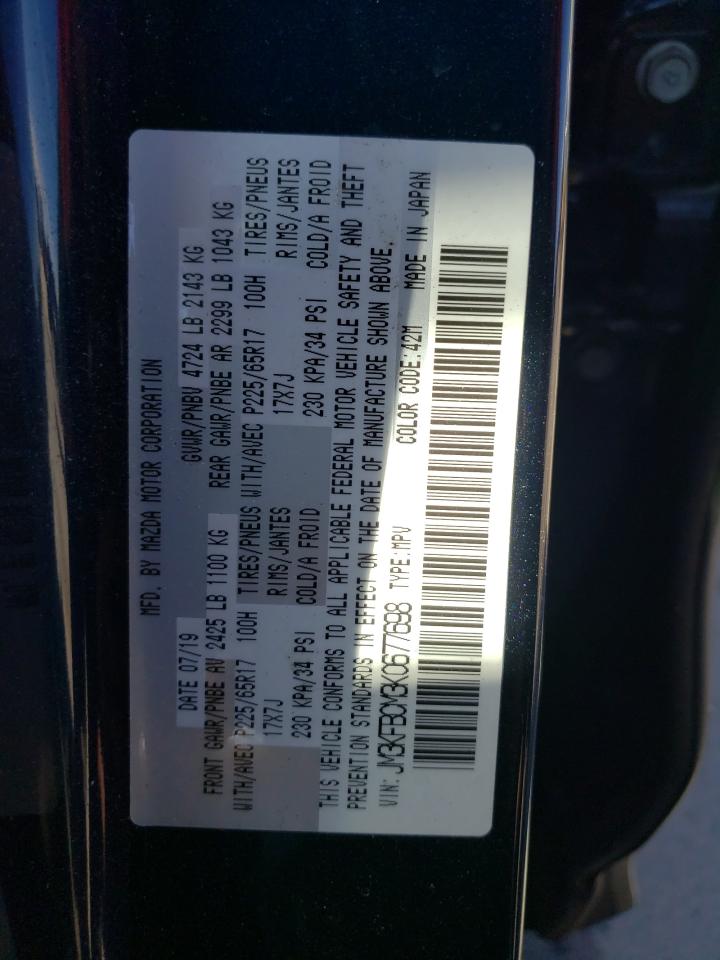 MFD. BY MAZDA MOTOR CORPORATION
DATE 07/19 GVWR/PNBV 4724 LB 2143 KG
FRONT GAWR/PNBE AV 2425 LB 1100 KG REAR GAWR/PNBE AR 2299 LB 1043 KG
WITH/AVEC P225/65R17 100H TIRES/PNEUS WITH/AVEC P225/65R17 100H TIRES/PNEUS
17X7J RIMS/JANTES 17X7J RIMS/JANTES
230 KPA/34 PSI COLD/A FROID 230 KPA/34 PSI COLD/A FROID
THIS VEHICLE CONFORMS TO ALL APPLICABLE FEDERAL MOTOR VEHICLE SAFETY AND THEFT
PREVENTION STANDARDS IN EFFECT ON THE DATE OF MANUFACTURE SHOWN ABOVE.
VIN: JM3KFBCM3K0677698 TYPE:MPV COLOR CODE:42M MADE IN JAPAN